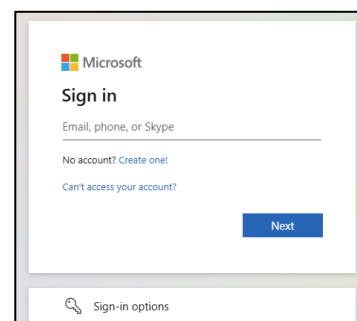 Microsoft
Sign in
Email, phone, or Skype
No account? Create one!
Can't access your account?
Next
Sign-in options